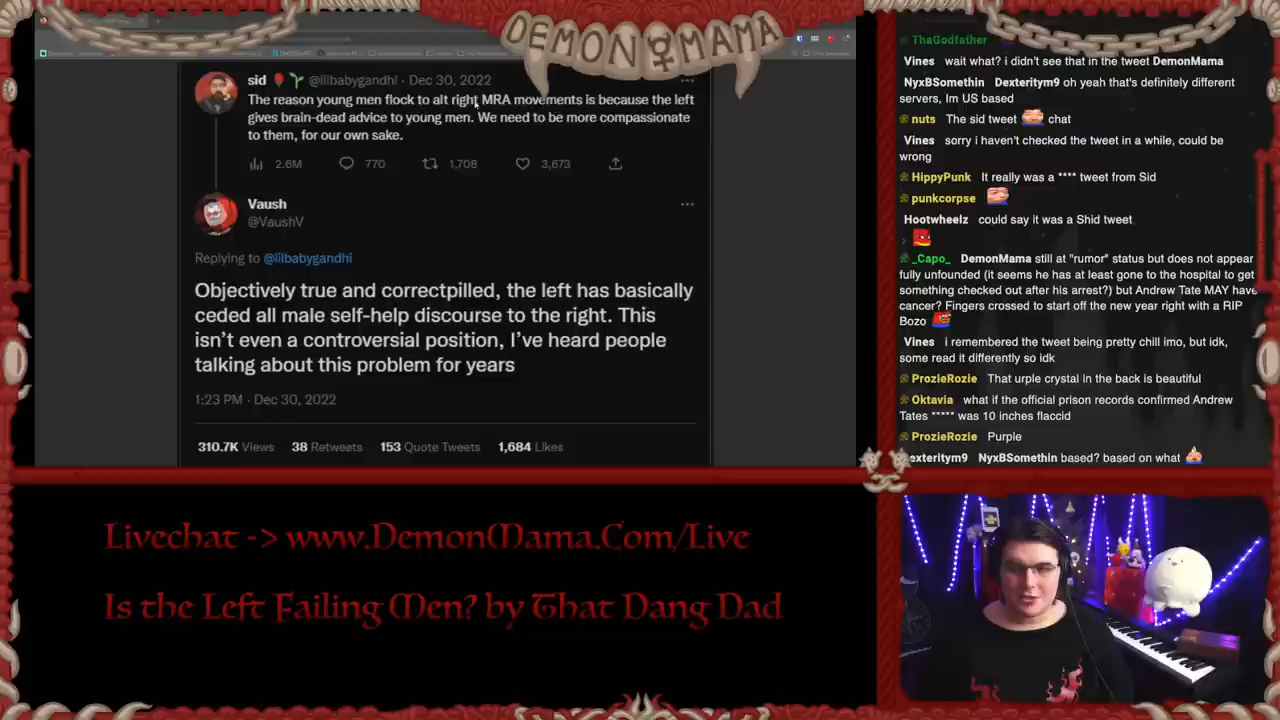 DEMON MAMA
sid @lilbabygandhi · Dec 30, 2022
The reason young men flock to alt right MRA movements is because the left
gives brain-dead advice to young men. We need to be more compassionate
to them, for our own sake.
2.6M 770 1,708 3,673
Vaush
@VaushV
Replying to @lilbabygandhi
Objectively true and correctpilled, the left has basically
ceded all male self-help discourse to the right. This
isn't even a controversial position, I've heard people
talking about this problem for years
1:23 PM · Dec 30, 2022
310.7K Views 38 Retweets 153 Quote Tweets 1,684 Likes
ThaGodfather
Vines wait what? i didn't see that in the tweet DemonMama
NyxBSomethin Dexteritym9 oh yeah that's definitely different
servers, Im US based
nuts The sid tweet chat
Vines sorry i haven't checked the tweet in a while, could be
wrong
HippyPunk It really was a **** tweet from Sid
punkcorpse
Hootwheelz could say it was a Shid tweet
_Capo_ DemonMama still at "rumor" status but does not appear
fully unfounded (it seems he has at least gone to the hospital to get
something checked out after his arrest?) but Andrew Tate MAY have
cancer? Fingers crossed to start off the new year right with a RIP
Bozo
Vines i remembered the tweet being pretty chill imo, but idk,
some read it differently so idk
ProzieRozie That urple crystal in the back is beautiful
Oktavia what if the official prison records confirmed Andrew
Tates ***** was 10 inches flaccid
ProzieRozie Purple
exteritym9 NyxBSomethin based? based on what
Livechat -> www.DemonMama.Com/Live
Is the Left Failing Men? by That Dang Dad